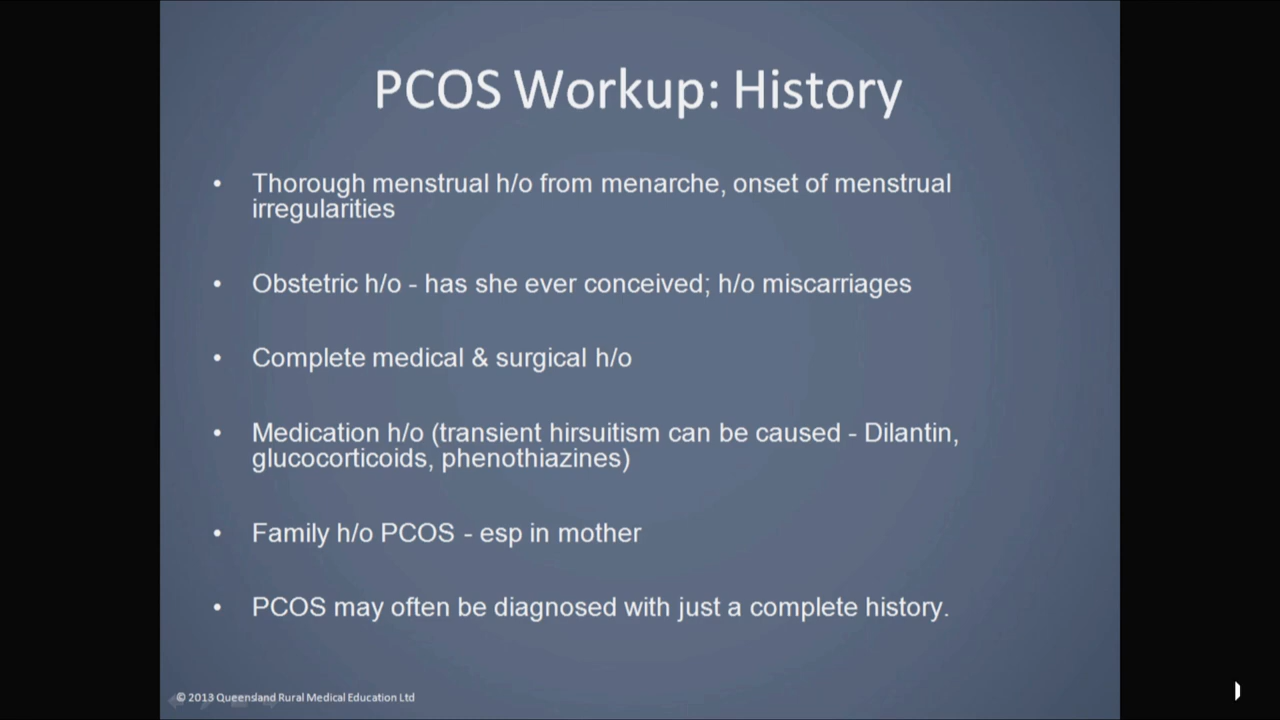 PCOS Workup: History
• Thorough menstrual h/o from menarche, onset of menstrual
irregularities
• Obstetric h/o - has she ever conceived; h/o miscarriages
• Complete medical & surgical h/o
• Medication h/o (transient hirsuitism can be caused - Dilantin,
glucocorticoids, phenothiazines)
• Family h/o PCOS - esp in mother
• PCOS may often be diagnosed with just a complete history.
© 2013 Queensland Rural Medical Education Ltd